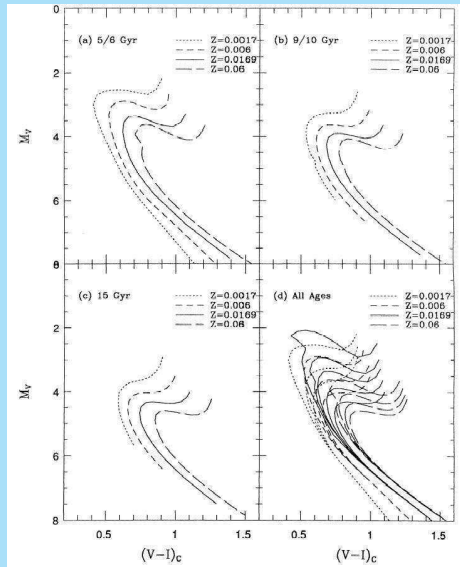 0
(a) 5/6 Gyr
Z=0.0017
Z=0.006
Z=0.0169
Z=0.06
(b) 9/10 Gyr
Z=0.0017
Z=0.006
Z=0.0169
Z=0.06
2
M_V
4
6
8
0
(c) 15 Gyr
Z=0.0017
Z=0.006
Z=0.0169
Z=0.06
(d) All Ages
Z=0.0017
Z=0.006
Z=0.0169
Z=0.06
2
M_V
4
6
8
0.5 1 1.5 0.5 1 1.5
(V-I)_C (V-I)_C